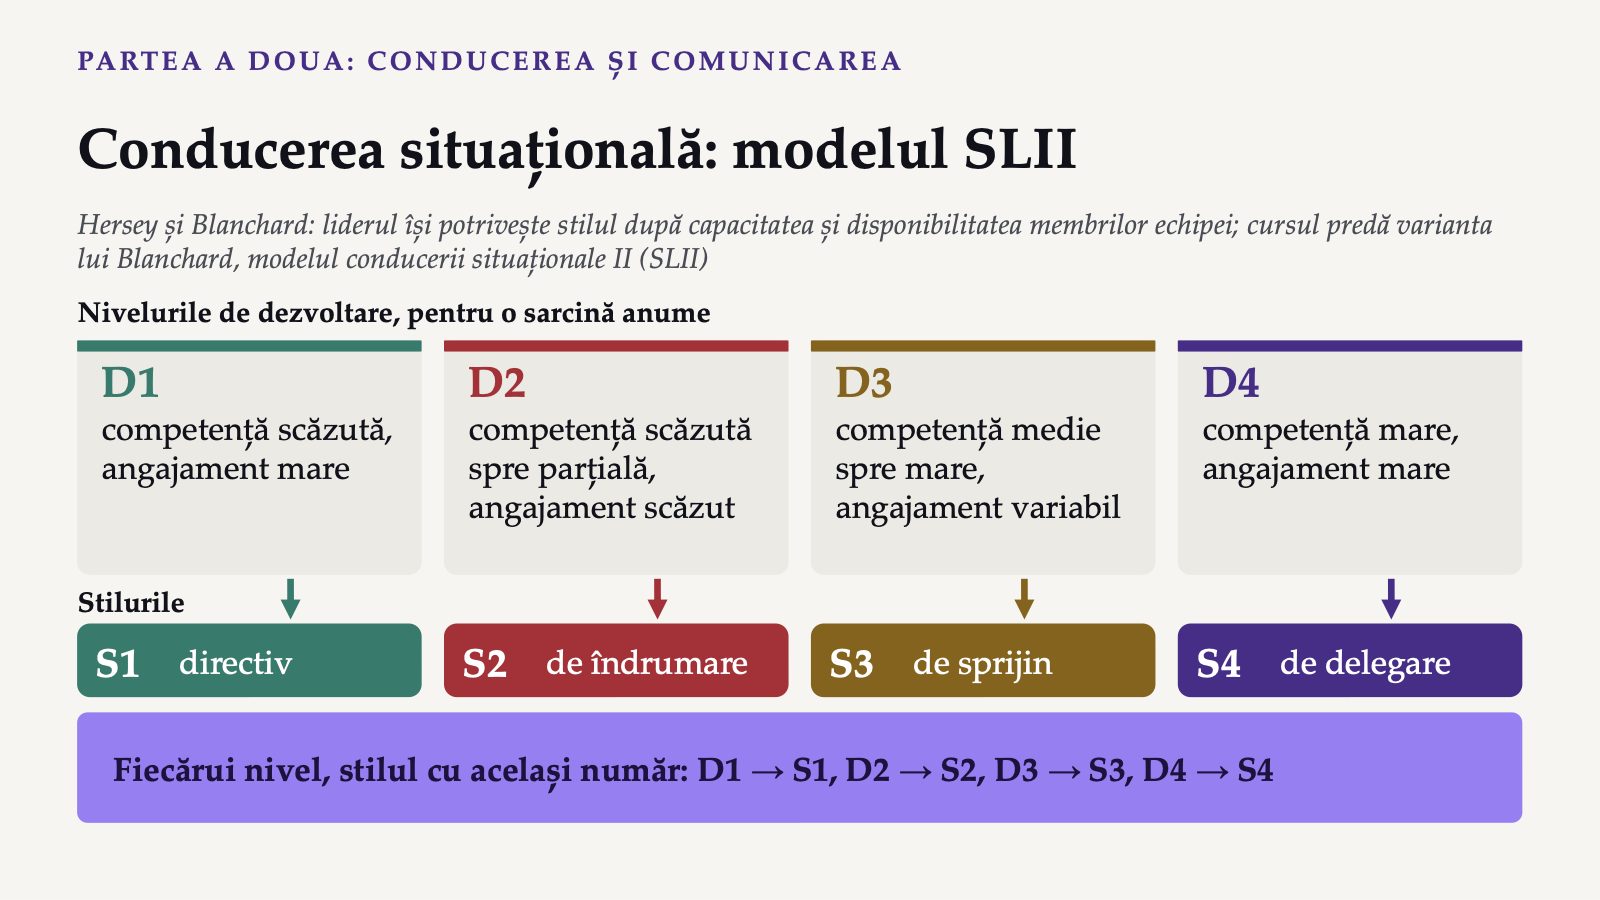 PARTEA A DOUA: CONDUCEREA ȘI COMUNICAREA
Conducerea situațională: modelul SLII
Hersey și Blanchard: liderul își potrivește stilul după capacitatea și disponibilitatea membrilor echipei; cursul predă varianta
lui Blanchard, modelul conducerii situaționale II (SLII)
Nivelurile de dezvoltare, pentru o sarcină anume
D1
competență scăzută,
angajament mare
D2
competență scăzută
spre parțială,
angajament scăzut
D3
competență medie
spre mare,
angajament variabil
D4
competență mare,
angajament mare
Stilurile
S1 directiv
S2 de îndrumare
S3 de sprijin
S4 de delegare
Fiecărui nivel, stilul cu același număr: D1 → S1, D2 → S2, D3 → S3, D4 → S4